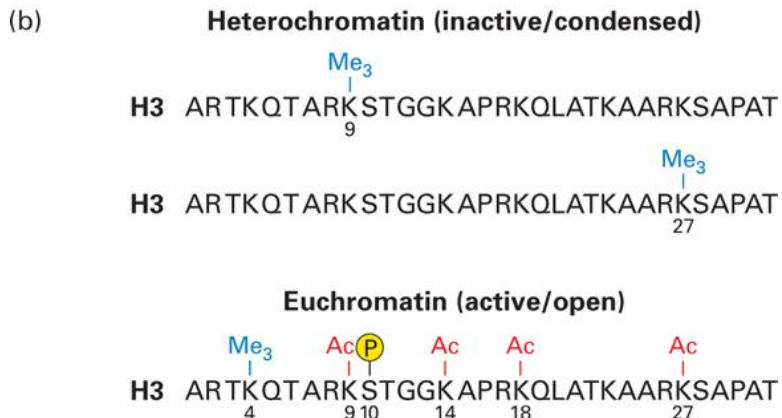 (b) Heterochromatin (inactive/condensed)
Me3
H3 ARTKQTARKSTGGKAPRKQLATKAARKSAPAT
9
Me3
H3 ARTKQTARKSTGGKAPRKQLATKAARKSAPAT
27
Euchromatin (active/open)
Me3 Ac P Ac Ac Ac
H3 ARTKQTARKSTGGKAPRKQLATKAARKSAPAT
4 9 10 14 18 27